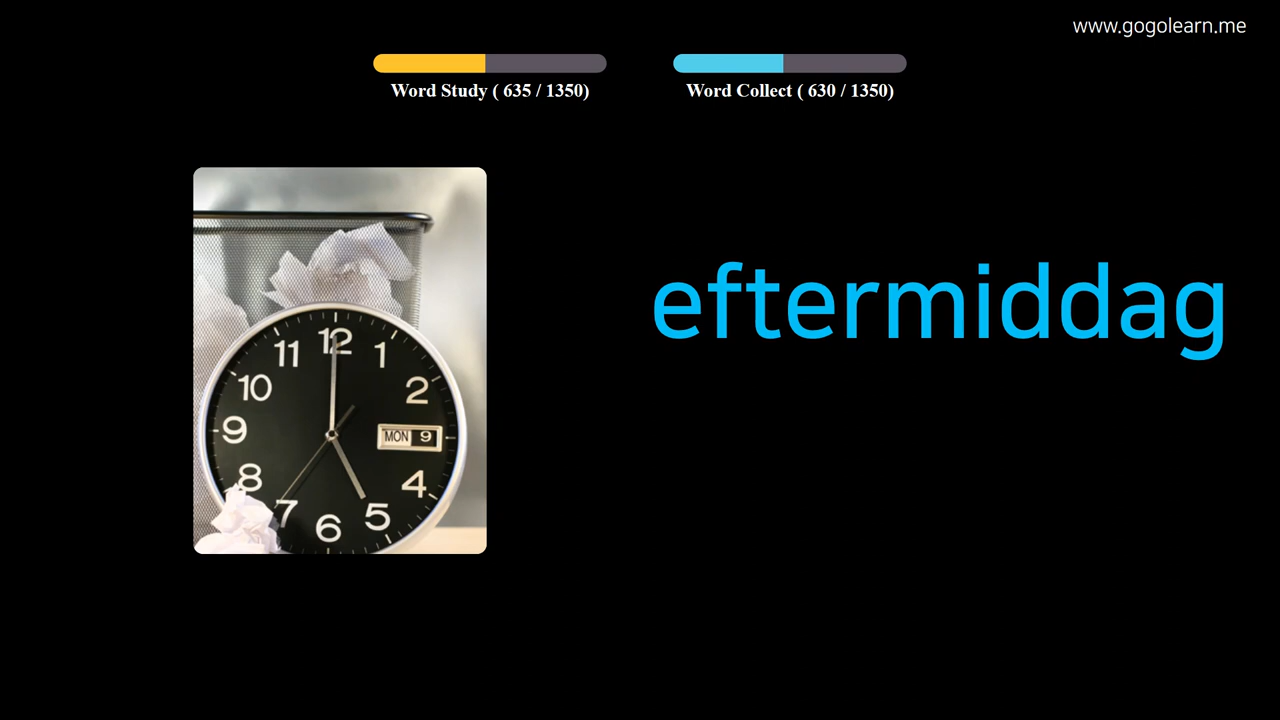 www.gogolearn.me
Word Study ( 635 / 1350)
Word Collect ( 630 / 1350)
eftermiddag
12
11
1
10
2
9
MON 9
8
4
7
5
6